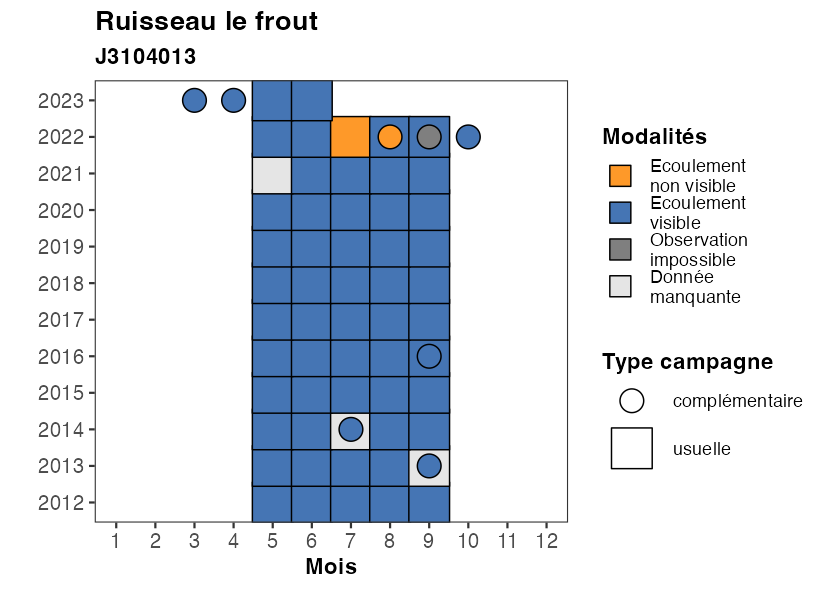 Ruisseau le frout
J3104013
2023
2022
2021
2020
2019
2018
2017
2016
2015
2014
2013
2012
1 2 3 4 5 6 7 8 9 10 11 12
Mois
Modalités
Ecoulement
non visible
Ecoulement
visible
Observation
impossible
Donnée
manquante
Type campagne
complémentaire
usuelle